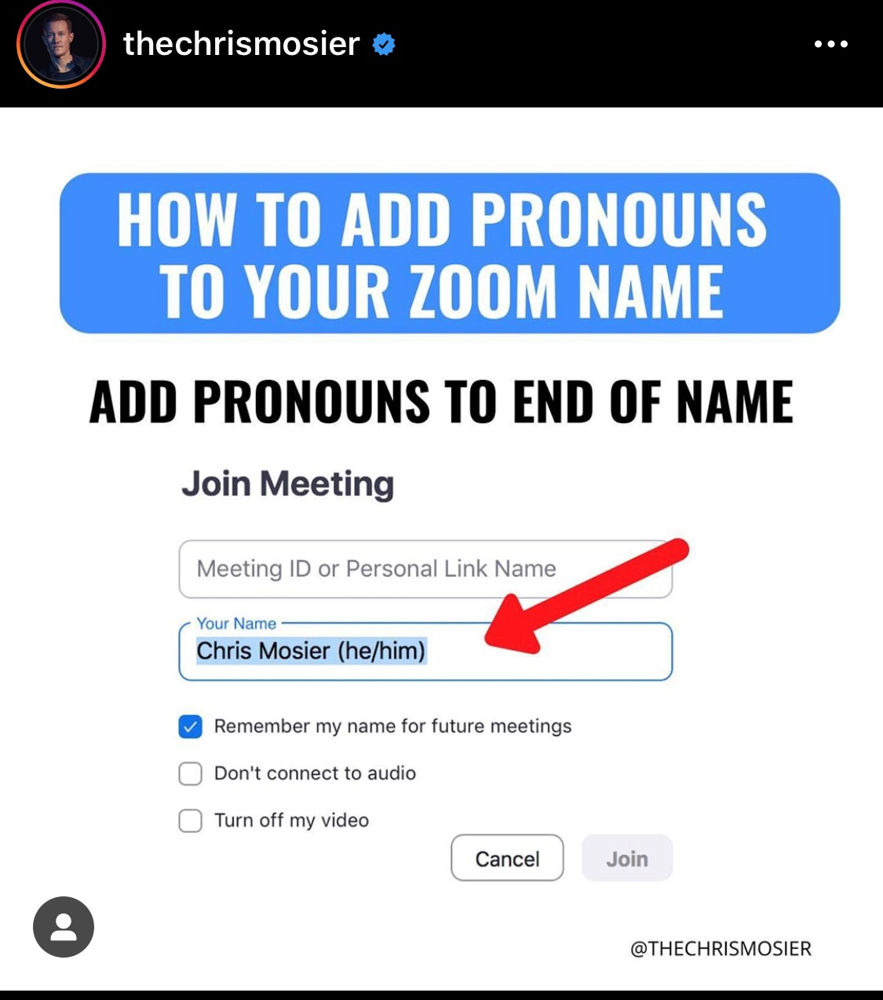 thechrismosier
HOW TO ADD PRONOUNS
TO YOUR ZOOM NAME
ADD PRONOUNS TO END OF NAME
Join Meeting
Meeting ID or Personal Link Name
Your Name
Chris Mosier (he/him)
Remember my name for future meetings
Don't connect to audio
Turn off my video
Cancel
Join
@THECHRISMOSIER